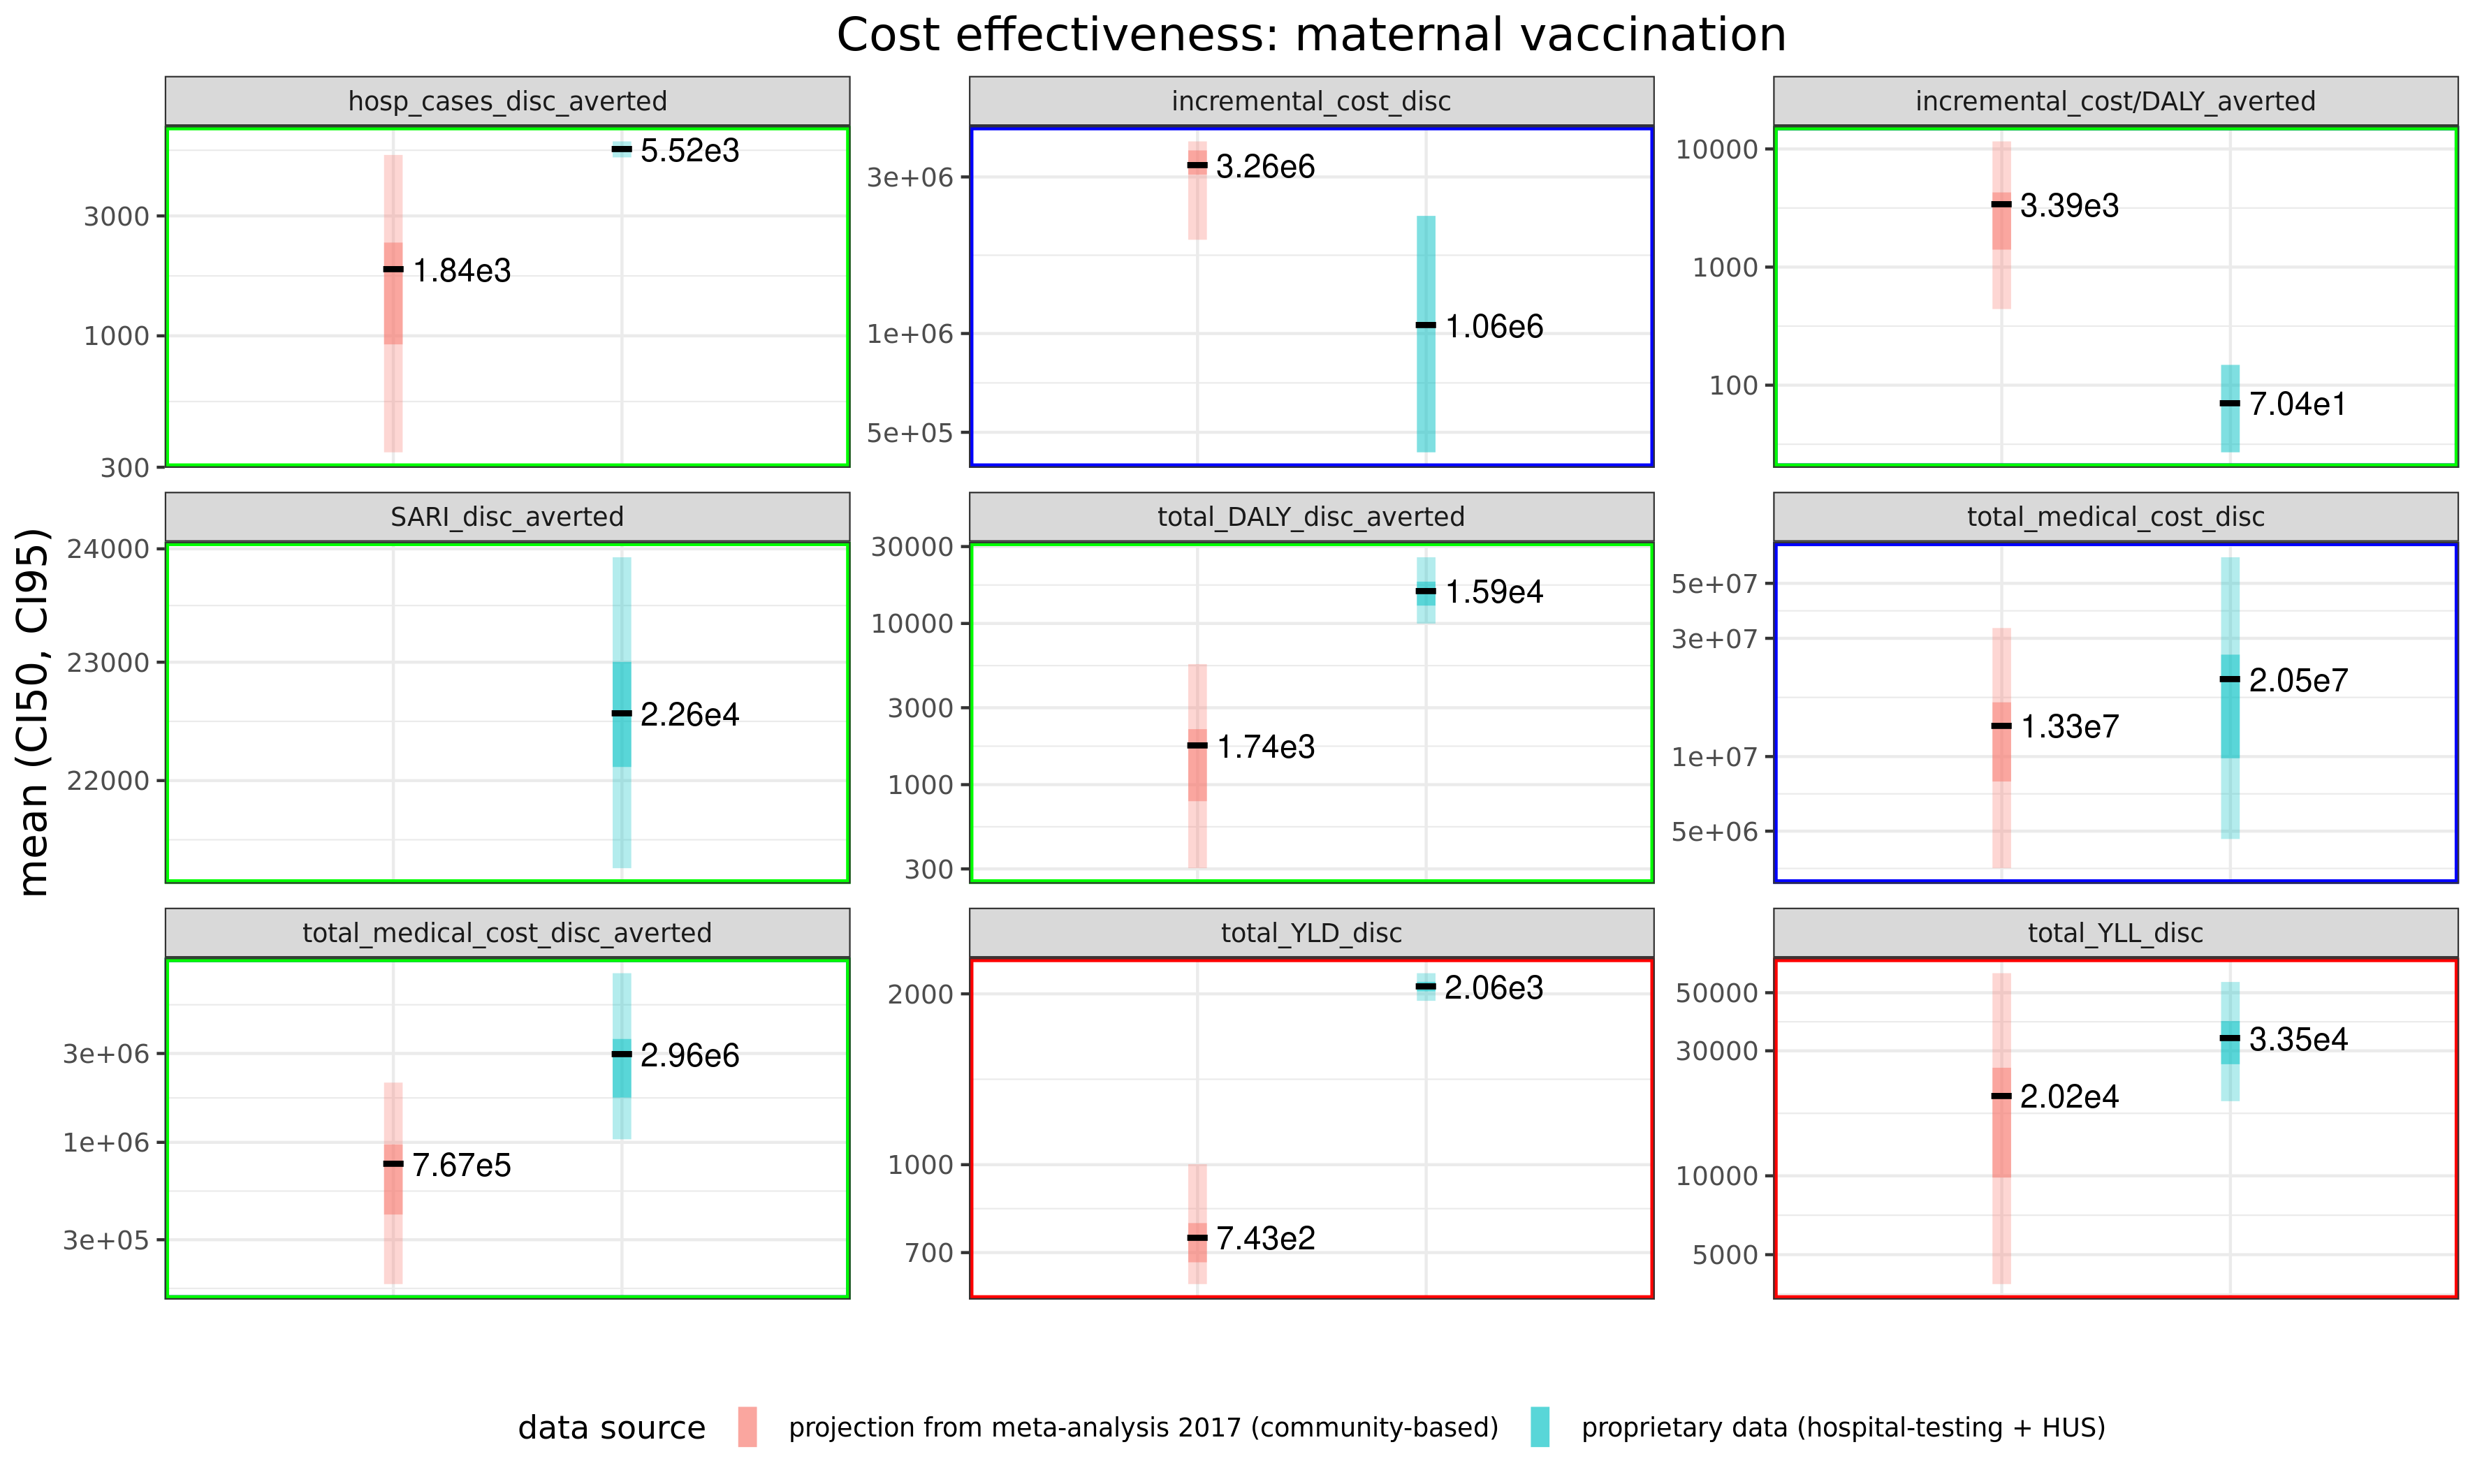 Cost effectiveness: maternal vaccination
hosp_cases_disc_averted
incremental_cost_disc
incremental_cost/DALY_averted
5.52e3
3000
1.84e3
1000
300
3e+06
3.26e6
1e+06
1.06e6
5e+05
10000
3.39e3
1000
100
7.04e1
mean (CI50, CI95)
SARI_disc_averted
total_DALY_disc_averted
total_medical_cost_disc
24000
23000
2.26e4
22000
30000
1.59e4
10000
3000
1.74e3
1000
300
5e+07
3e+07
2.05e7
1.33e7
1e+07
5e+06
total_medical_cost_disc_averted
total_YLD_disc
total_YLL_disc
3e+06
2.96e6
1e+06
7.67e5
3e+05
2000
2.06e3
1000
7.43e2
700
50000
3.35e4
30000
2.02e4
10000
5000
data source
projection from meta-analysis 2017 (community-based)
proprietary data (hospital-testing + HUS)